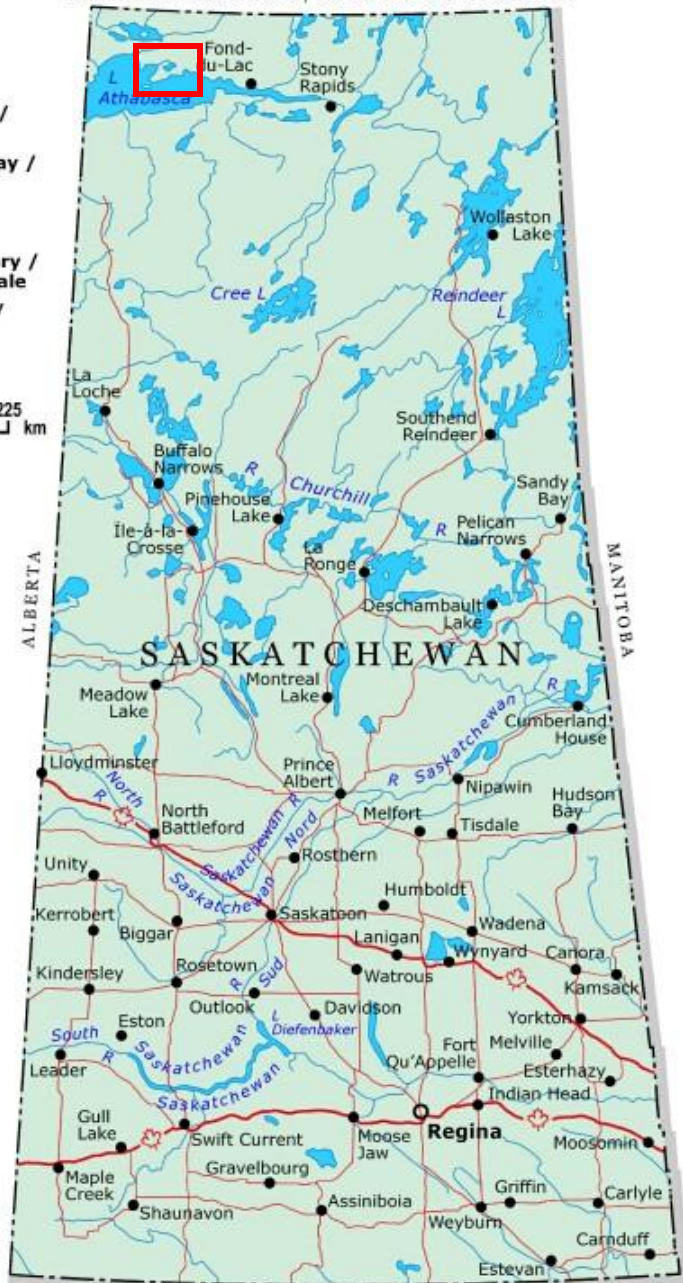 Fond-
du-Lac
Stony
Rapids
L
Athabasca
/
ay /
Wollaston
Lake
ry /
ale
/
Cree L
Reindeer
L
La
Loche
225
km
Southend
Reindeer
Buffalo
Narrows
R
Churchill
Pinehouse
Lake
Sandy
Bay
R
Pelican
Narrows
Île-à-la-
Crosse
La
Ronge
ALBERTA
MANITOBA
Deschambault
Lake
SASKATCHEWAN
Meadow
Lake
Montreal
Lake
R
Saskatchewan
R
Cumberland
House
Lloydminster
North
R
Prince
Albert
Nipawin
Hudson
Bay
North
Battleford
Saskatchewan R
Saskatchewan
Nord
Melfort
Tisdale
Rosthern
Unity
Humboldt
Kerrobert
Biggar
Saskatoon
Wadena
Lanigan
Wynyard
Canora
Kamsack
Kindersley
Rosetown
Watrous
Outlook
R
Sud
Davidson
L
Diefenbaker
Yorkton
Eston
South
R
Saskatchewan
Saskatchewan
Melville
Leader
Fort
Qu'Appelle
Esterhazy
Indian Head
Gull
Lake
Swift Current
Moose
Jaw
Regina
Moosomin
Maple
Creek
Gravelbourg
Shaunavon
Assiniboia
Griffin
Carlyle
Weyburn
Carnduff
Estevan